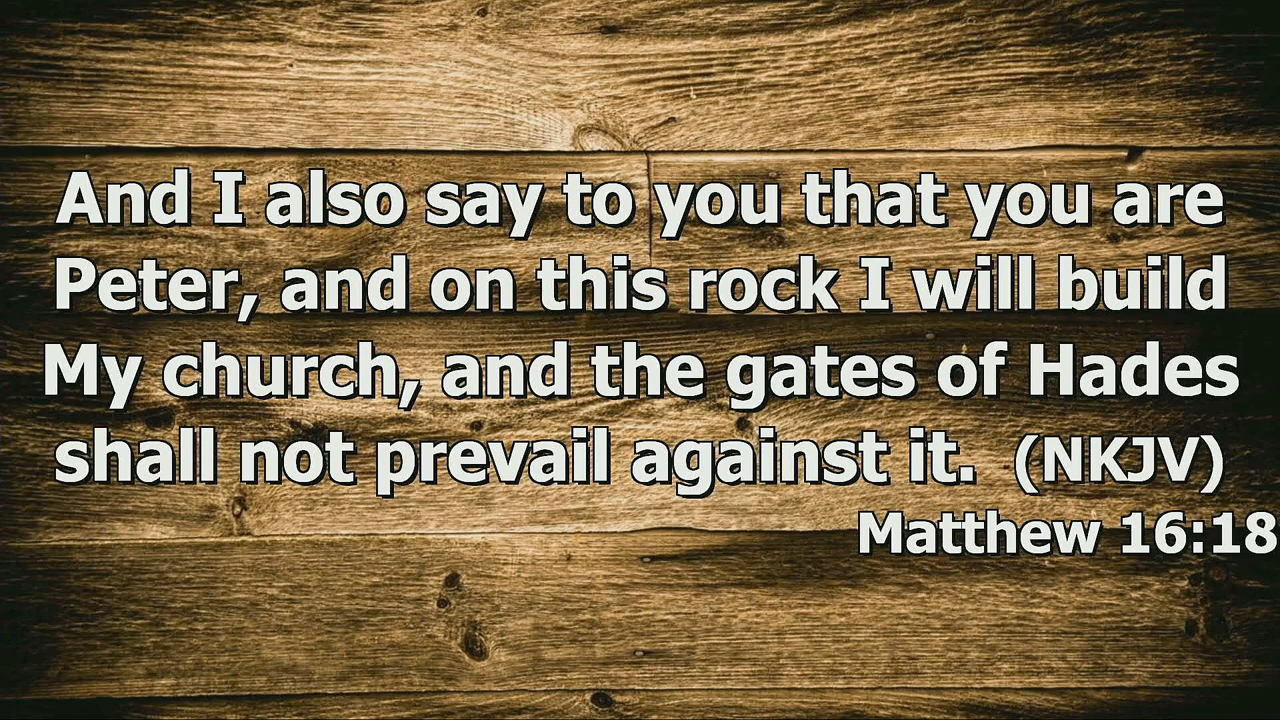 And I also say to you that you are
Peter, and on this rock I will build
My church, and the gates of Hades
shall not prevail against it. (NKJV)
Matthew 16:18